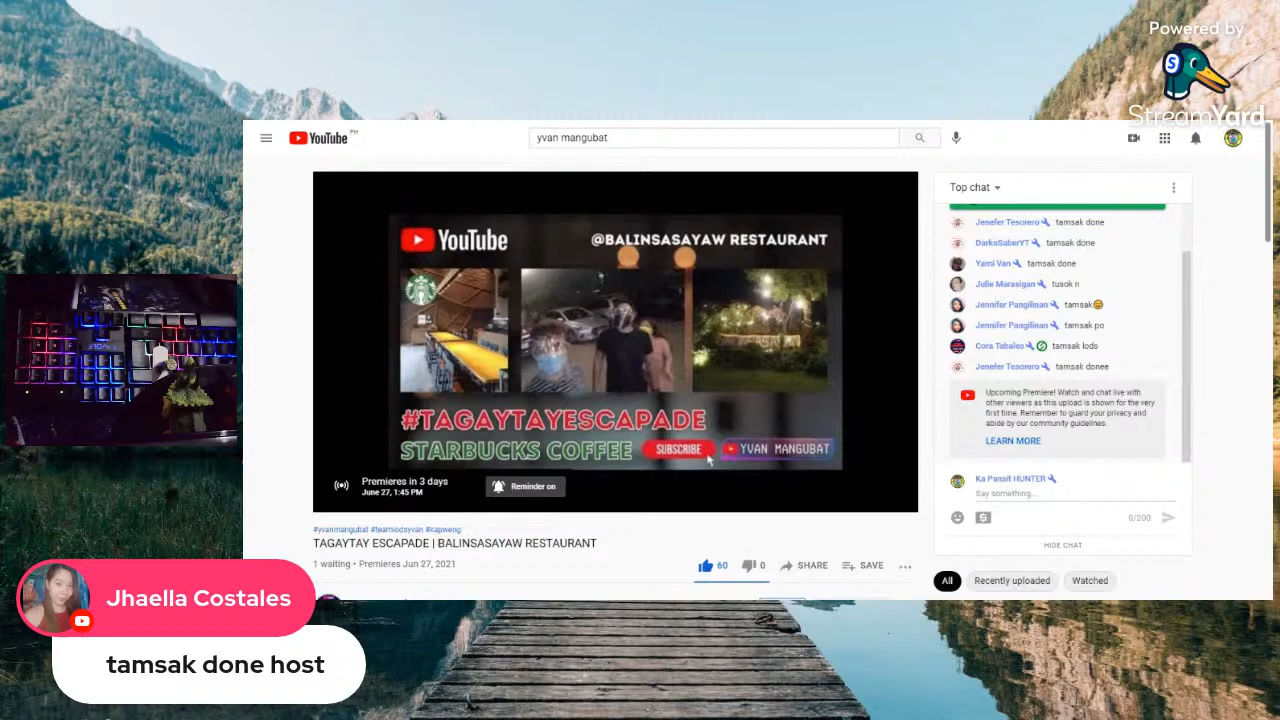 Powered by
StreamYard
YouTube PH
yvan mangubat
YouTube
@BALINSASAYAW RESTAURANT
#TAGAYTAYESCAPADE
STARBUCKS COFFEE
SUBSCRIBE
YVAN MANGUBAT
Premieres in 3 days
June 27, 1:45 PM
Reminder on
#yvanmangubat #teamlodsyvan #kapweng
TAGAYTAY ESCAPADE | BALINSASAYAW RESTAURANT
1 waiting • Premieres Jun 27, 2021
60
0
SHARE
SAVE
Top chat
Jenefer Tesorero tamsak done
DarkoSaberYT tamsak done
Yami Van tamsak done
Julie Marasigan tusok n
Jennifer Pangilinan tamsak😊
Jennifer Pangilinan tamsak po
Cora Tabales tamsak lods
Jenefer Tesorero tamsak donee
Upcoming Premiere! Watch and chat live with
other viewers as this upload is shown for the very
first time. Remember to guard your privacy and
abide by our community guidelines.
LEARN MORE
Ka Pansit HUNTER
Say something...
0/200
HIDE CHAT
All
Recently uploaded
Watched
Jhaella Costales
tamsak done host